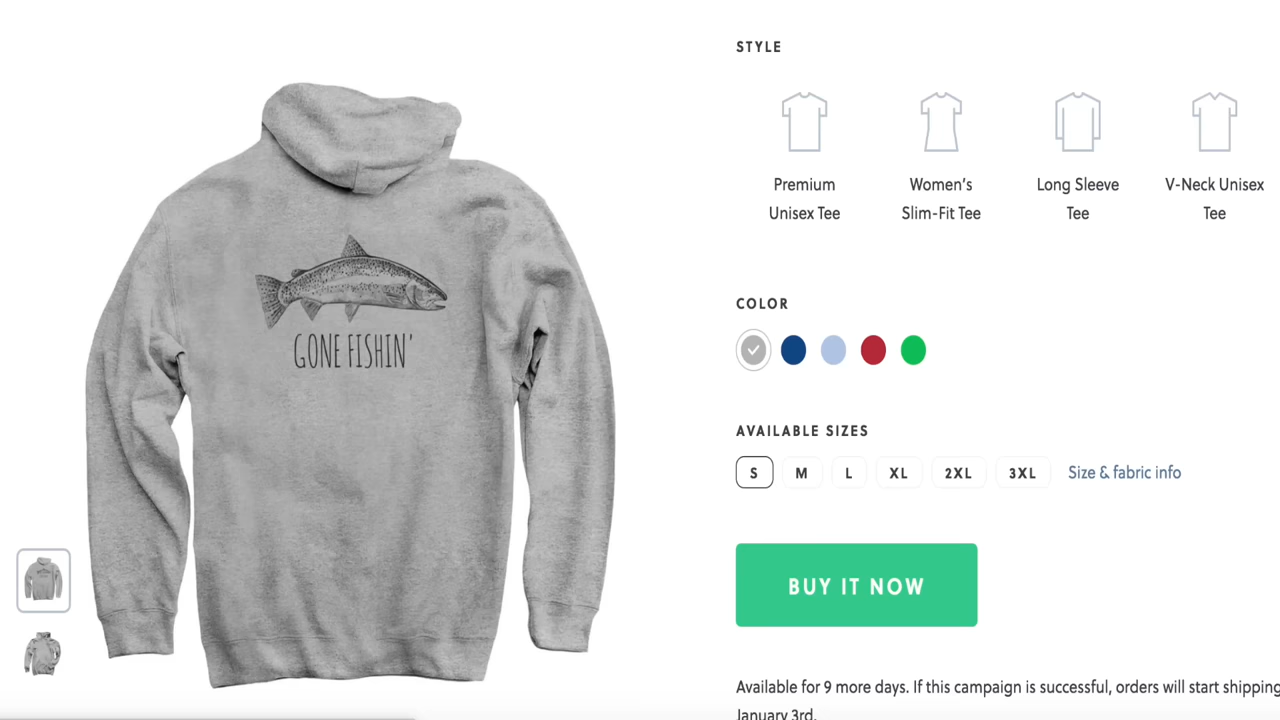 GONE FISHIN'
STYLE
Premium
Unisex Tee
Women's
Slim-Fit Tee
Long Sleeve
Tee
V-Neck Unisex
Tee
COLOR
AVAILABLE SIZES
S M L XL 2XL 3XL Size & fabric info
BUY IT NOW
Available for 9 more days. If this campaign is successful, orders will start shipping
January 3rd.